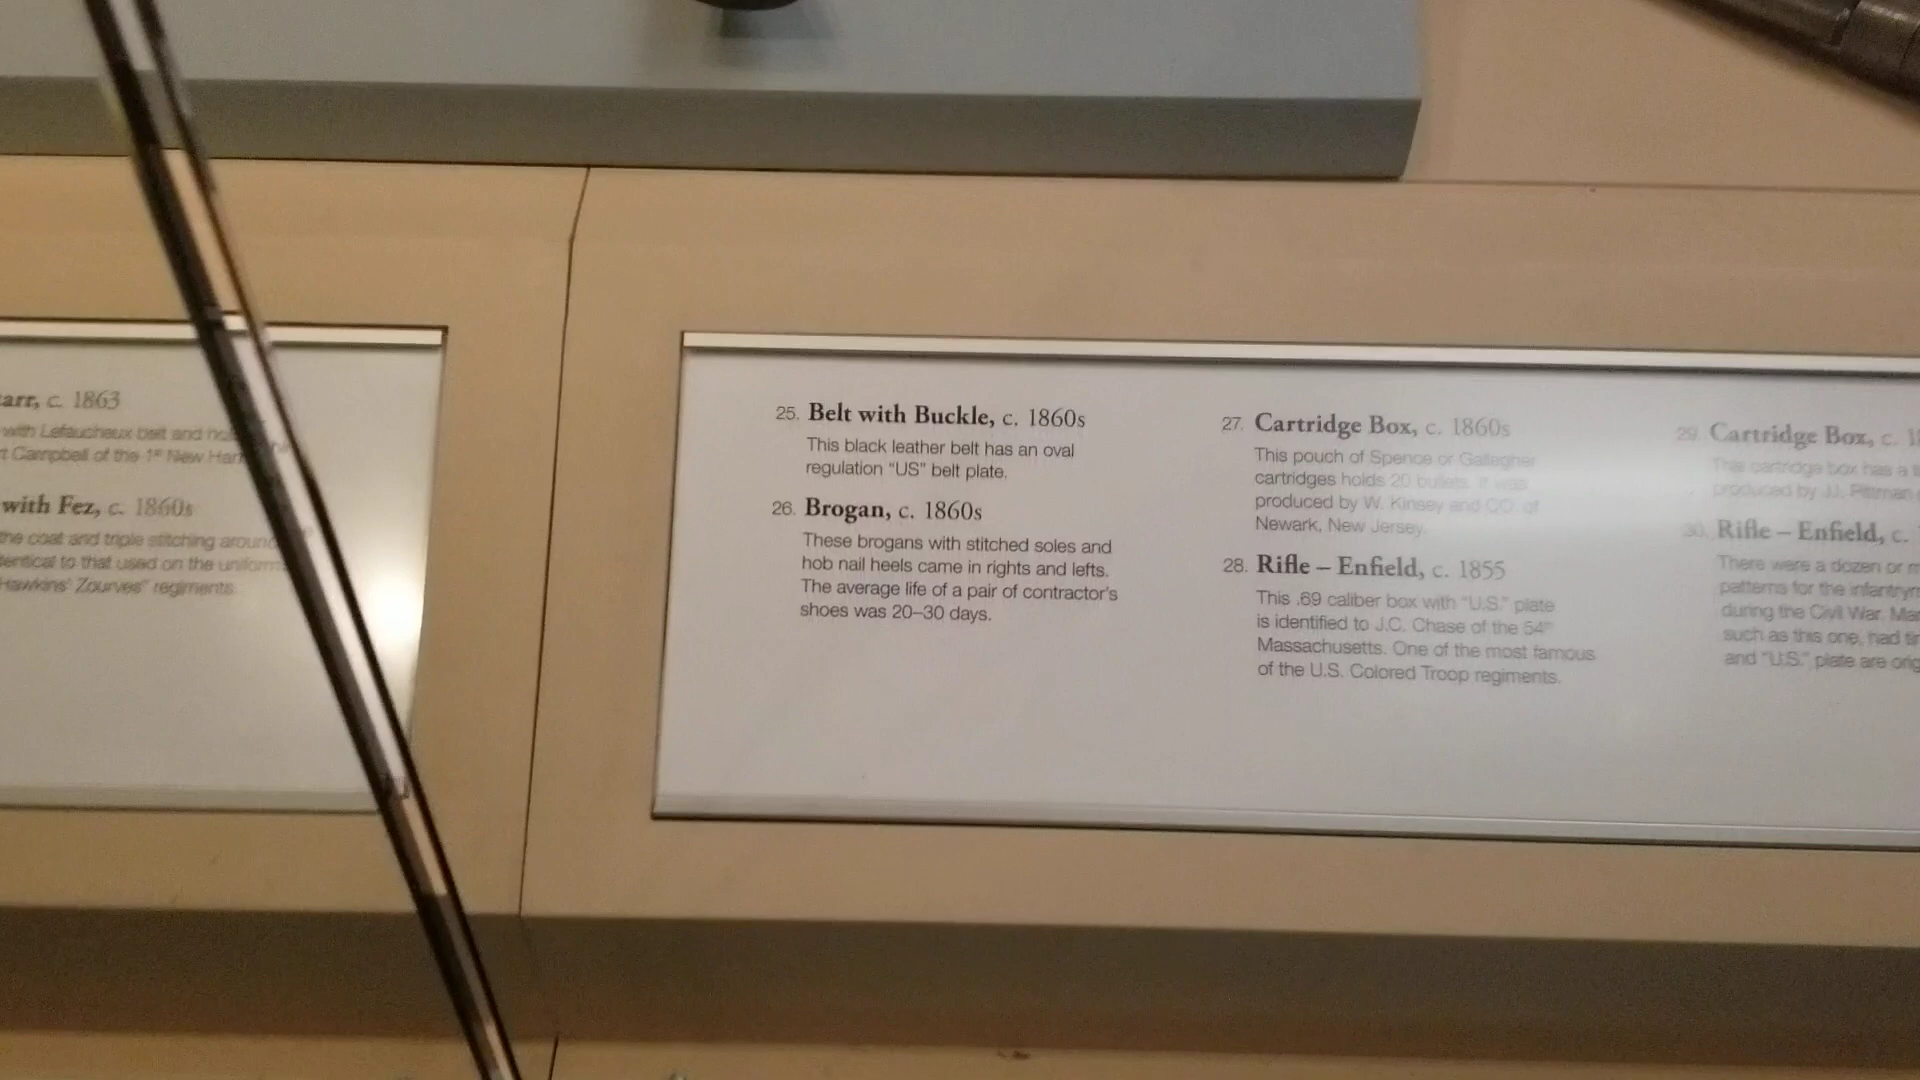 arr, c. 1863
with Lefaucheux belt and
t Campbell of the 1st New
with Fez, c. 1860s
the coat and triple stitching around
identical to that used on the uniform
Hawkins' Zourves" regiments.
25. Belt with Buckle, c. 1860s
This black leather belt has an oval
regulation "US" belt plate.
26. Brogan, c. 1860s
These brogans with stitched soles and
hob nail heels came in rights and lefts.
The average life of a pair of contractor's
shoes was 20–30 days.
27. Cartridge Box, c. 1860s
This pouch of Spence or Gallagher
cartridges holds 20 bullets. It was
produced by W. Kinsey and CO. of
Newark, New Jersey.
28. Rifle – Enfield, c. 1855
This .69 caliber box with "U.S." plate
is identified to J.C. Chase of the 54th
Massachusetts. One of the most famous
of the U.S. Colored Troop regiments.
29. Cartridge Box, c.
This cartridge box has a
produced by J.J. Pittman
30. Rifle – Enfield, c.
There were a dozen or
patterns for the
during the Civil War.
such as this one, had
and "U.S." plate are